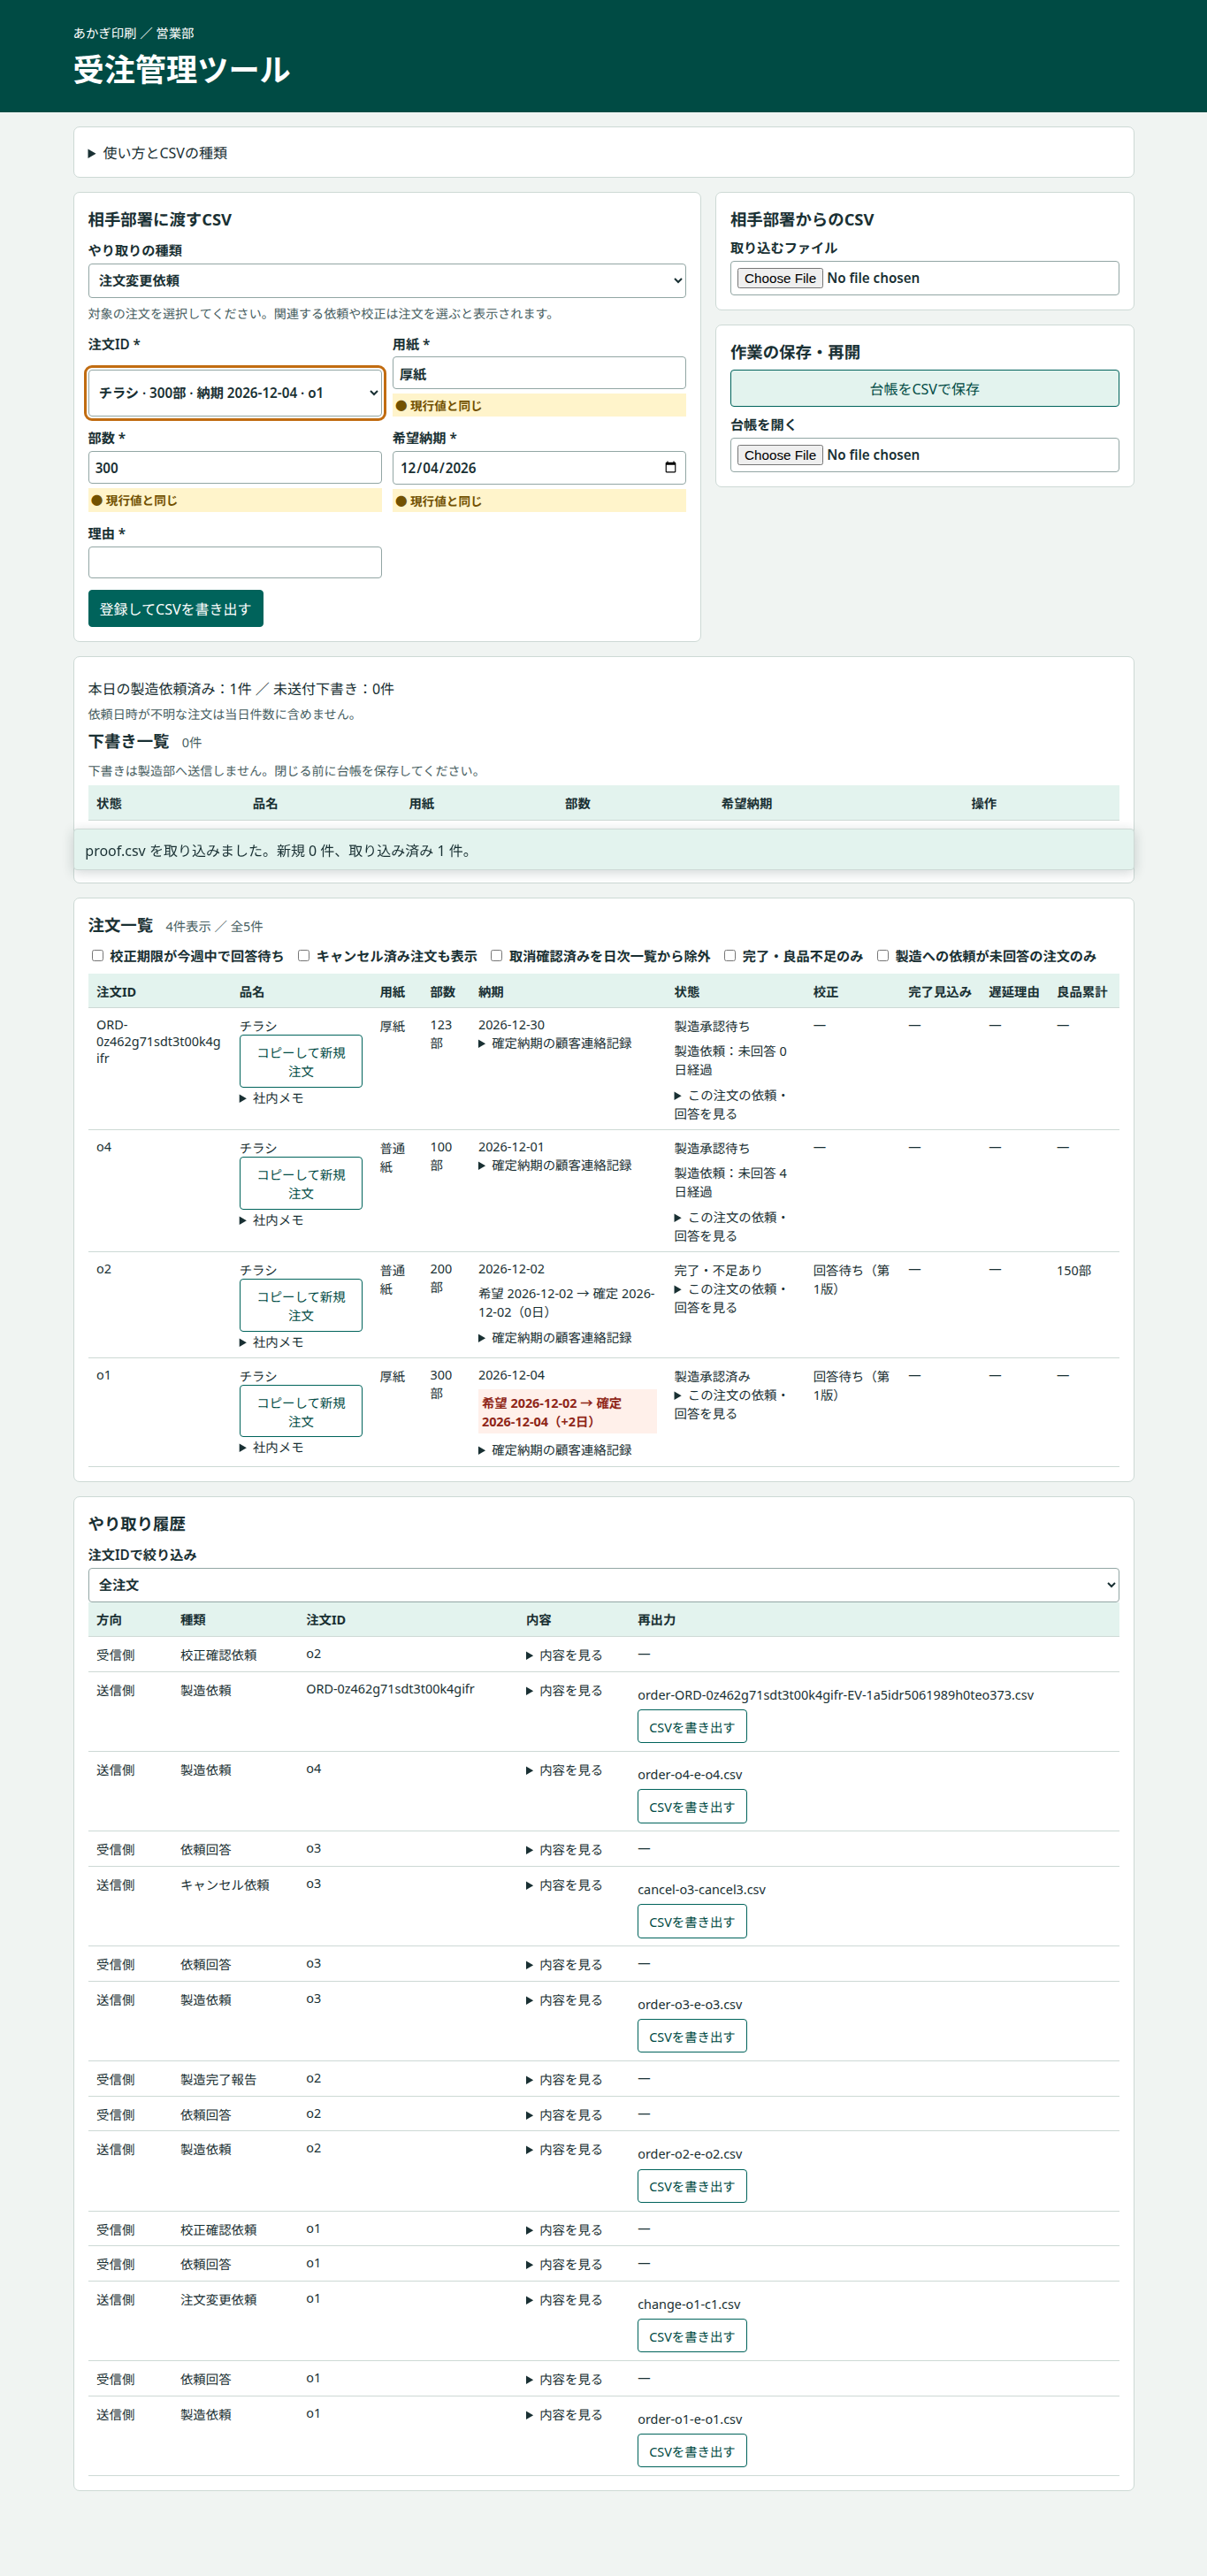 あかぎ印刷 ／ 営業部
受注管理ツール
▶ 使い方とCSVの種類
相手部署に渡すCSV
やり取りの種類
注文変更依頼
対象の注文を選択してください。関連する依頼や校正は注文を選ぶと表示されます。
注文ID *
チラシ · 300部 · 納期 2026-12-04 · o1
用紙 *
厚紙
● 現行値と同じ
部数 *
300
● 現行値と同じ
希望納期 *
12/04/2026
● 現行値と同じ
理由 *
登録してCSVを書き出す
相手部署からのCSV
取り込むファイル
Choose File No file chosen
作業の保存・再開
台帳をCSVで保存
台帳を開く
Choose File No file chosen
本日の製造依頼済み：1件 ／ 未送付下書き：0件
依頼日時が不明な注文は当日件数に含めません。
下書き一覧 0件
下書きは製造部へ送信しません。閉じる前に台帳を保存してください。
状態 品名 用紙 部数 希望納期 操作
proof.csv を取り込みました。新規 0 件、取り込み済み 1 件。
注文一覧 4件表示 ／ 全5件
校正期限が今週中で回答待ち キャンセル済み注文も表示 取消確認済みを日次一覧から除外 完了・良品不足のみ 製造への依頼が未回答の注文のみ
注文ID 品名 用紙 部数 納期 状態 校正 完了見込み 遅延理由 良品累計
ORD-
0z462g71sdt3t00k4g
ifr
チラシ
コピーして新規
注文
▶ 社内メモ
厚紙
123
部
2026-12-30
▶ 確定納期の顧客連絡記録
製造承認待ち
製造依頼：未回答 0
日経過
▶ この注文の依頼・
回答を見る
— — — —
o4
チラシ
コピーして新規
注文
▶ 社内メモ
普通
紙
100
部
2026-12-01
▶ 確定納期の顧客連絡記録
製造承認待ち
製造依頼：未回答 4
日経過
▶ この注文の依頼・
回答を見る
— — — —
o2
チラシ
コピーして新規
注文
▶ 社内メモ
普通
紙
200
部
2026-12-02
希望 2026-12-02 → 確定 2026-
12-02（0日）
▶ 確定納期の顧客連絡記録
完了・不足あり
▶ この注文の依頼・
回答を見る
回答待ち（第
1版）
— —
150部
o1
チラシ
コピーして新規
注文
▶ 社内メモ
厚紙
300
部
2026-12-04
希望 2026-12-02 → 確定
2026-12-04（+2日）
▶ 確定納期の顧客連絡記録
製造承認済み
▶ この注文の依頼・
回答を見る
回答待ち（第
1版）
— — —
やり取り履歴
注文IDで絞り込み
全注文
方向 種類 注文ID 内容 再出力
受信側 校正確認依頼 o2 ▶ 内容を見る —
送信側 製造依頼 ORD-0z462g71sdt3t00k4gifr ▶ 内容を見る order-ORD-0z462g71sdt3t00k4gifr-EV-1a5idr5061989h0teo373.csv
CSVを書き出す
送信側 製造依頼 o4 ▶ 内容を見る order-o4-e-o4.csv
CSVを書き出す
受信側 依頼回答 o3 ▶ 内容を見る —
送信側 キャンセル依頼 o3 ▶ 内容を見る cancel-o3-cancel3.csv
CSVを書き出す
受信側 依頼回答 o3 ▶ 内容を見る —
送信側 製造依頼 o3 ▶ 内容を見る order-o3-e-o3.csv
CSVを書き出す
受信側 製造完了報告 o2 ▶ 内容を見る —
受信側 依頼回答 o2 ▶ 内容を見る —
送信側 製造依頼 o2 ▶ 内容を見る order-o2-e-o2.csv
CSVを書き出す
受信側 校正確認依頼 o1 ▶ 内容を見る —
受信側 依頼回答 o1 ▶ 内容を見る —
送信側 注文変更依頼 o1 ▶ 内容を見る change-o1-c1.csv
CSVを書き出す
受信側 依頼回答 o1 ▶ 内容を見る —
送信側 製造依頼 o1 ▶ 内容を見る order-o1-e-o1.csv
CSVを書き出す